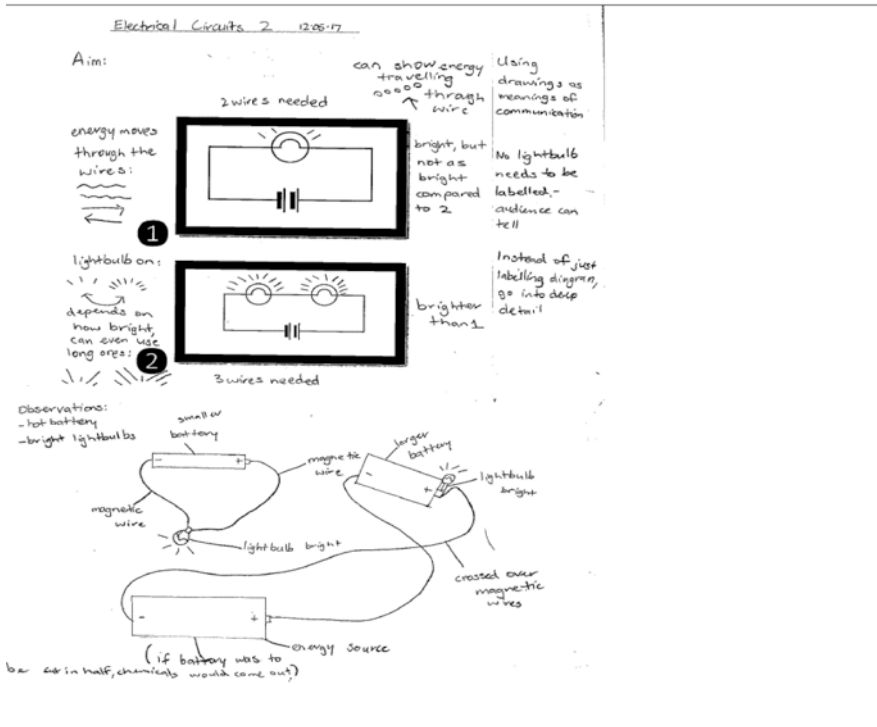 Electrical Circuits 2 12.05.17
Aim:
can show energy
travelling
through
wire
Using
drawings as
meanings of
communication
2 wires needed
energy moves
through the
wires:
bright, but
not as
bright
compared
to 2
No lightbulb
needs to be
labelled,-
audience can
tell
1
lightbulb on:
depends on
how bright,
can even use
long ones:
Instead of just
labelling diagram,
go into deep
detail
brighter
than 1
2
3 wires needed
Observations:
- hot battery
- bright lightbulbs
smaller
battery
- +
magnetic
wire
magnetic
wire
lightbulb bright
larger
battery
- +
lightbulb
bright
crossed over
magnetic
wires
- +
energy source
(if battery was to
be cut in half, chemicals would come out)